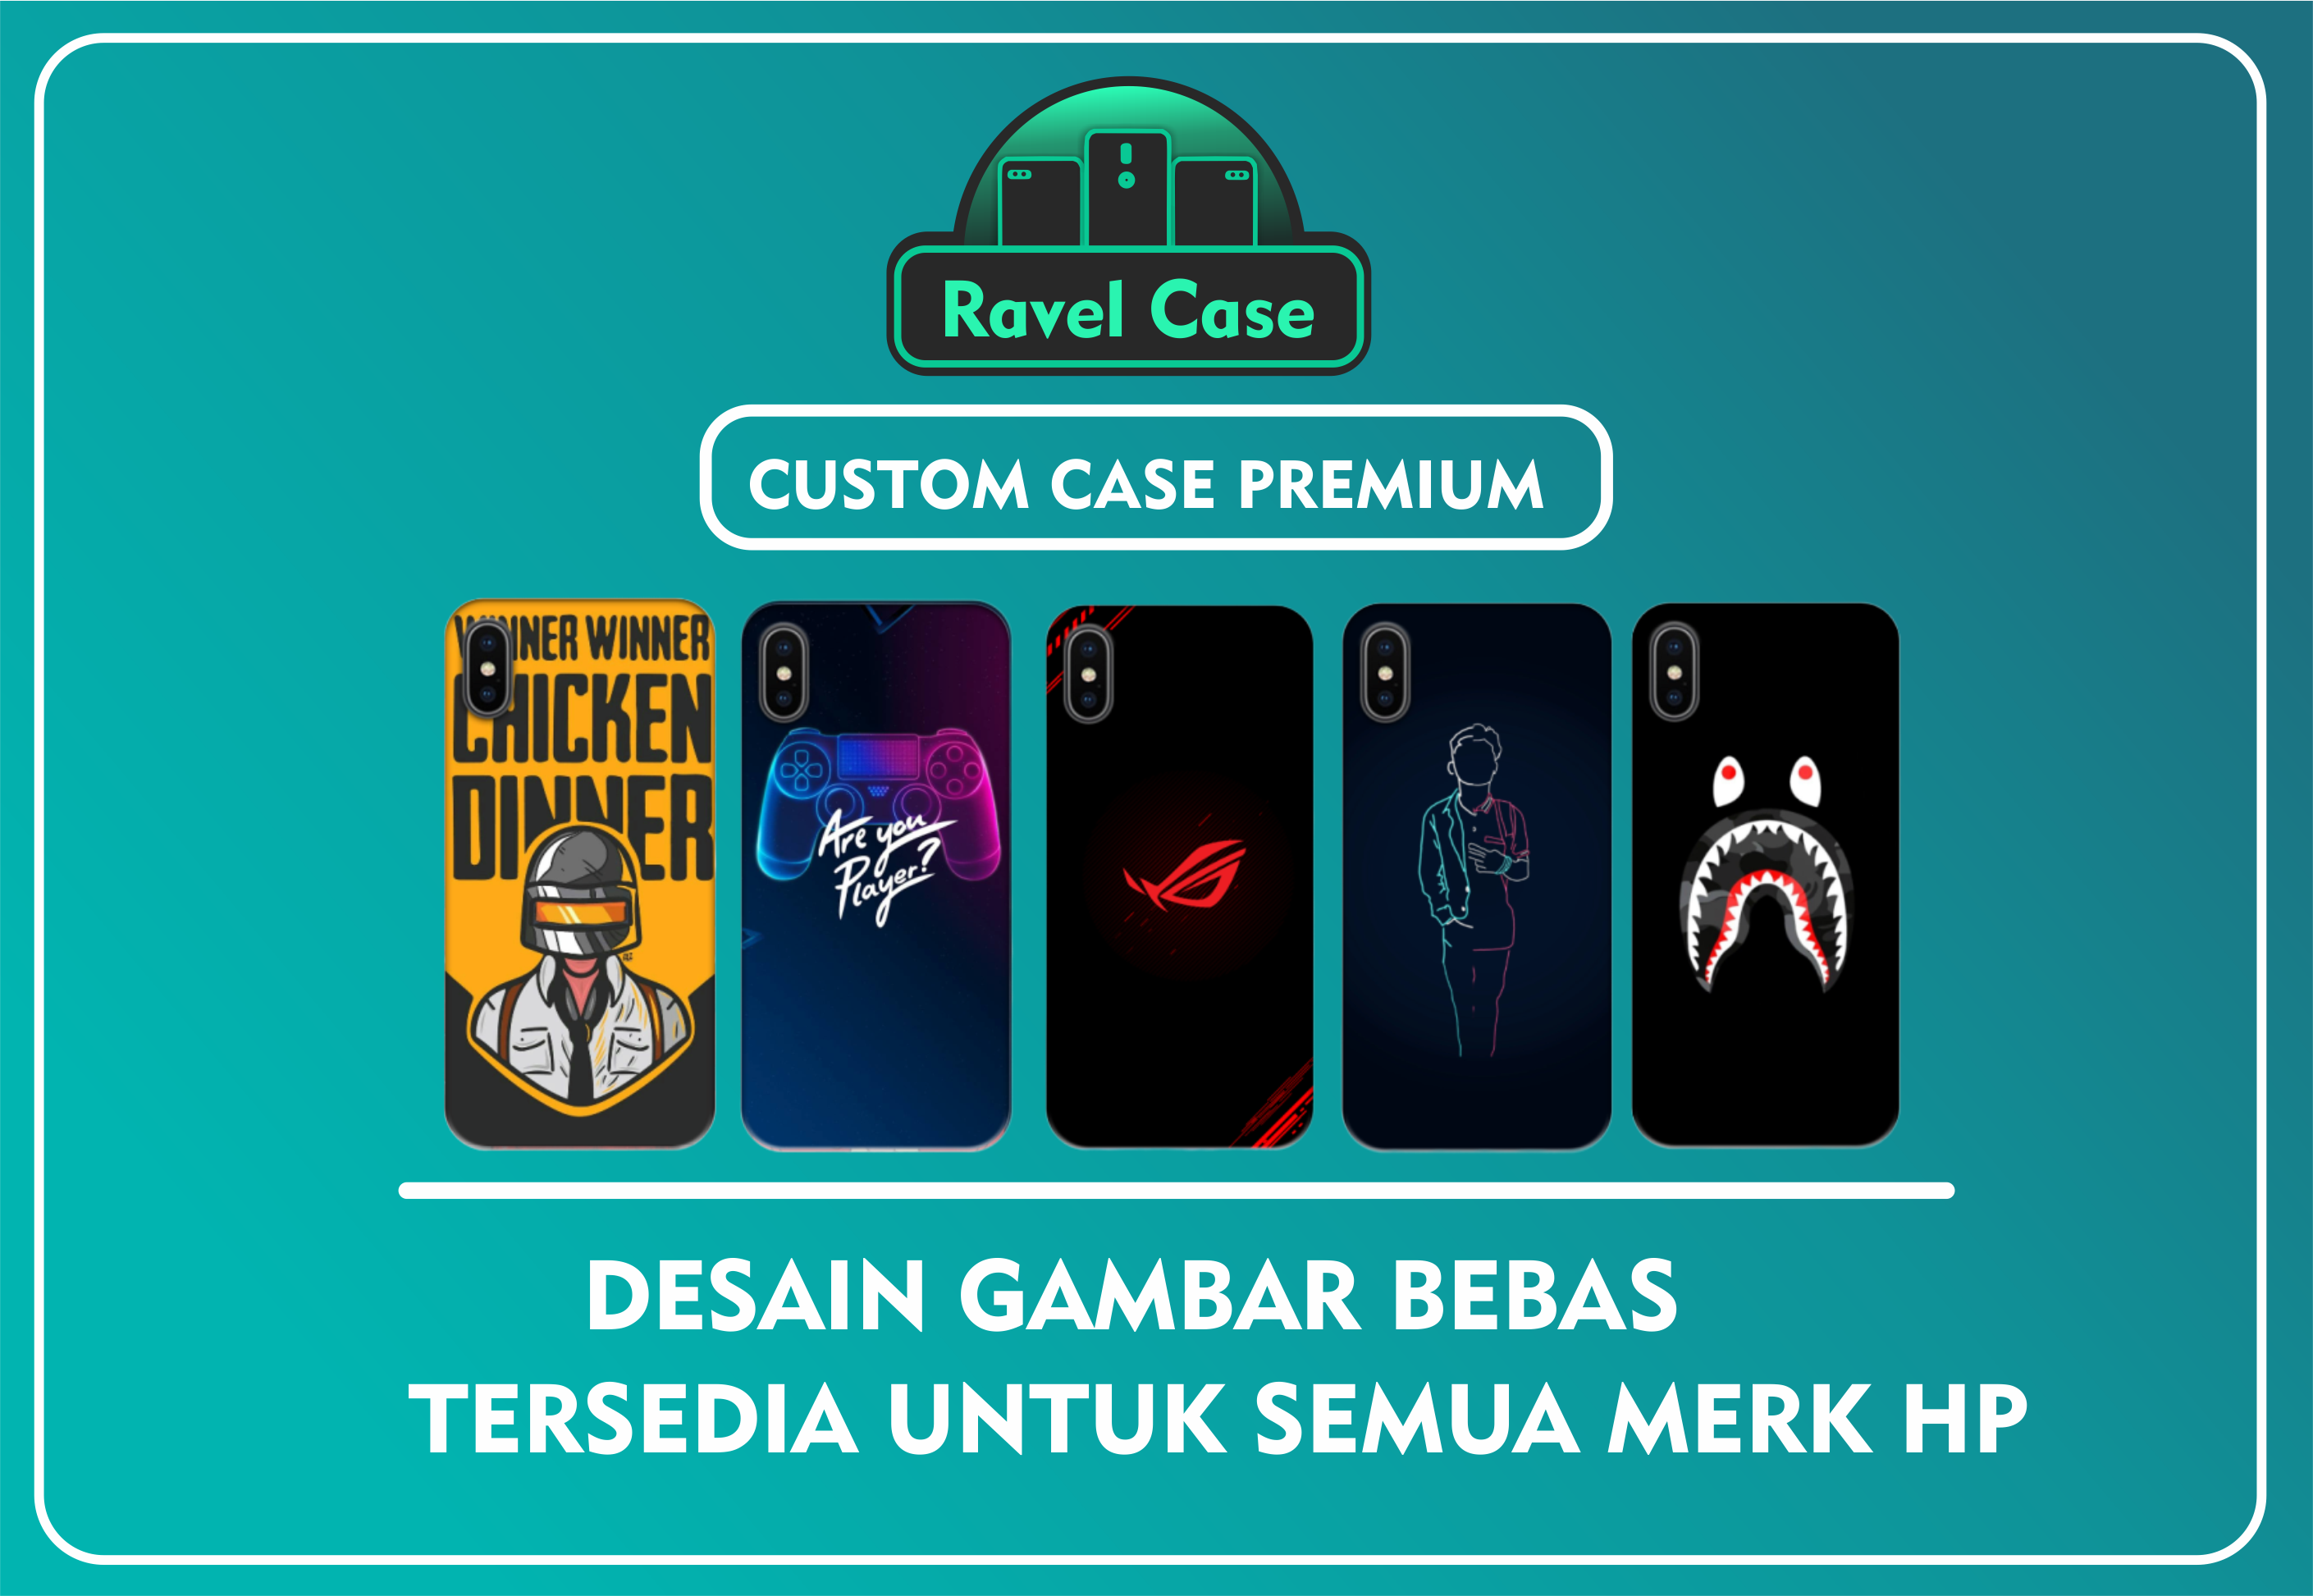 Ravel Case
CUSTOM CASE PREMIUM
WINNER WINNER
CHICKEN
DINNER
Are you
Player?
DESAIN GAMBAR BEBAS
TERSEDIA UNTUK SEMUA MERK HP